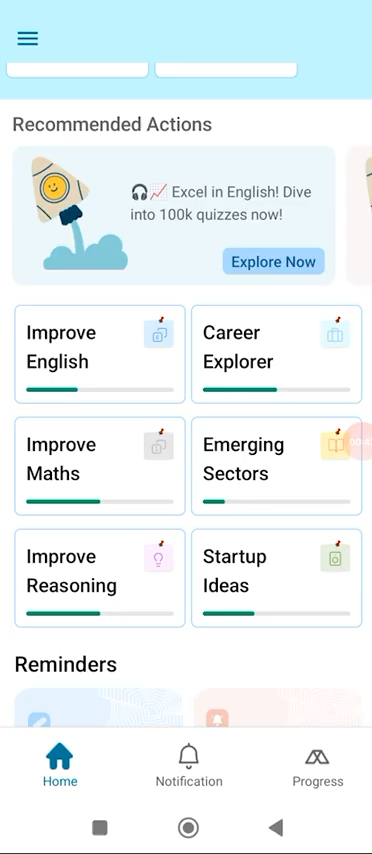 Recommended Actions
🎧📈 Excel in English! Dive
into 100k quizzes now!
Explore Now
Improve
English
Career
Explorer
Improve
Maths
Emerging
Sectors
Improve
Reasoning
Startup
Ideas
Reminders
Home
Notification
Progress